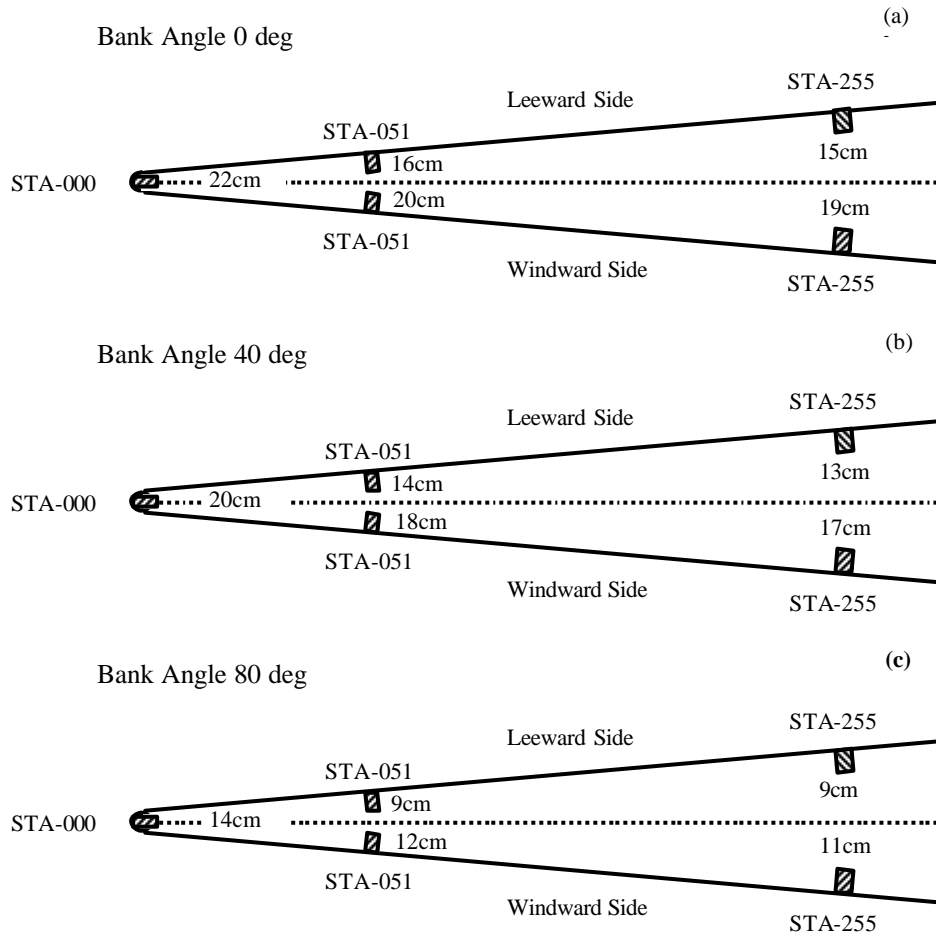 (a)
Bank Angle 0 deg
STA-255
Leeward Side
STA-051
15cm
16cm
STA-000
22cm
20cm
19cm
STA-051
Windward Side
STA-255
(b)
Bank Angle 40 deg
STA-255
Leeward Side
STA-051
13cm
14cm
STA-000
20cm
18cm
17cm
STA-051
Windward Side
STA-255
(c)
Bank Angle 80 deg
STA-255
Leeward Side
STA-051
9cm
9cm
STA-000
14cm
12cm
11cm
STA-051
Windward Side
STA-255